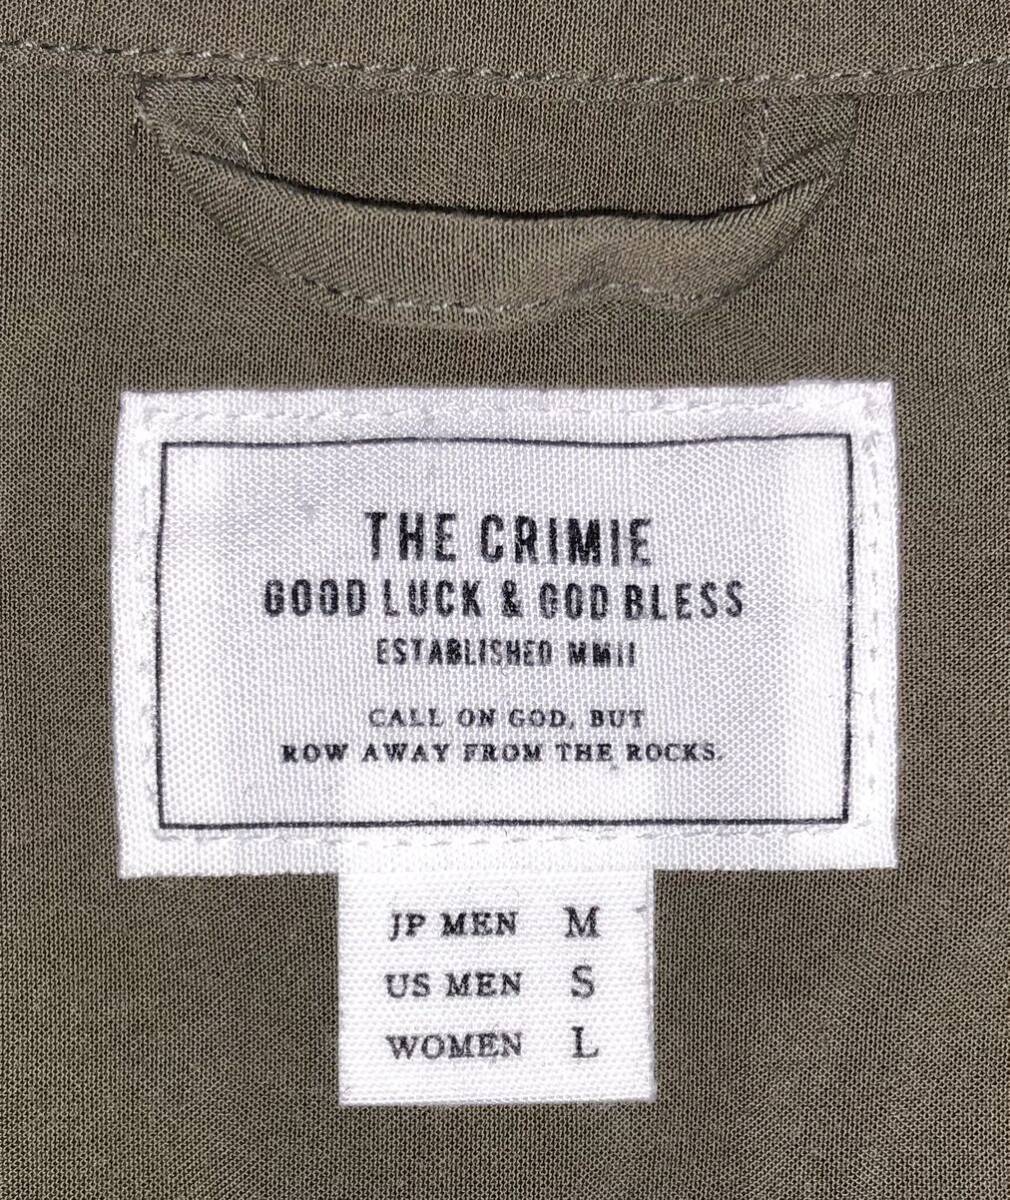 THE CRIMIE
GOOD LUCK & GOD BLESS
ESTABLISHED MMII
CALL ON GOD, BUT
ROW AWAY FROM THE ROCKS.
JP MEN M
US MEN S
WOMEN L